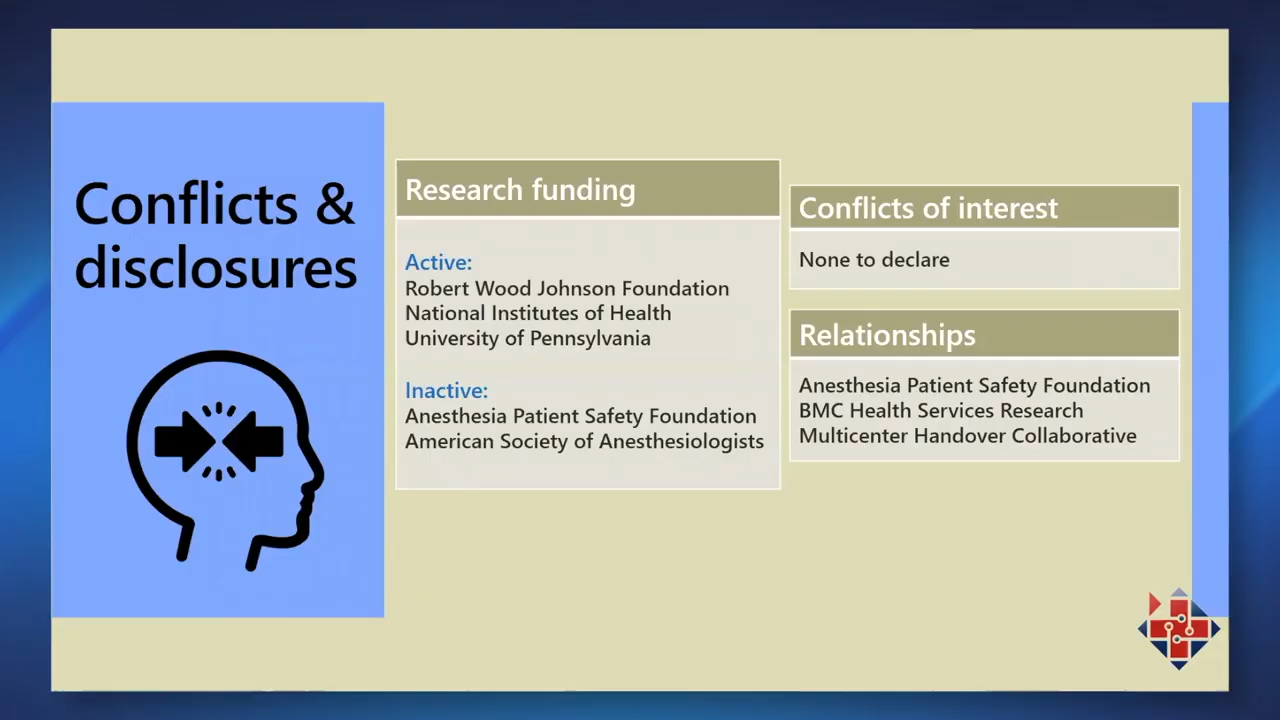 Conflicts &
disclosures
Research funding
Active:
Robert Wood Johnson Foundation
National Institutes of Health
University of Pennsylvania
Inactive:
Anesthesia Patient Safety Foundation
American Society of Anesthesiologists
Conflicts of interest
None to declare
Relationships
Anesthesia Patient Safety Foundation
BMC Health Services Research
Multicenter Handover Collaborative